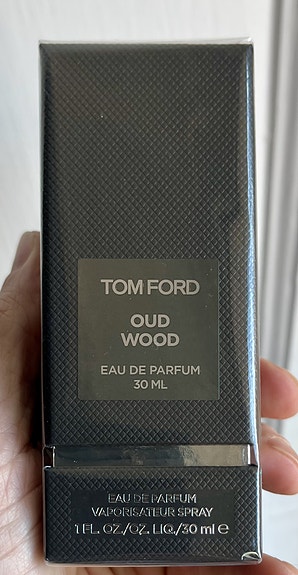 TOM FORD
OUD
WOOD
EAU DE PARFUM
30 ML
EAU DE PARFUM
VAPORISATEUR SPRAY
1 FL. OZ./OZ. LIQ./30 ml ℮